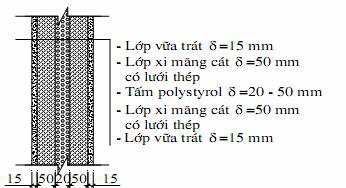 - Lớp vữa trát δ=15 mm
- Lớp xi măng cát δ=50 mm
có lưới thép
- Tấm polystyrol δ=20 - 50 mm
- Lớp xi măng cát δ=50 mm
có lưới thép
- Lớp vữa trát δ=15 mm
15 50 20 50 15